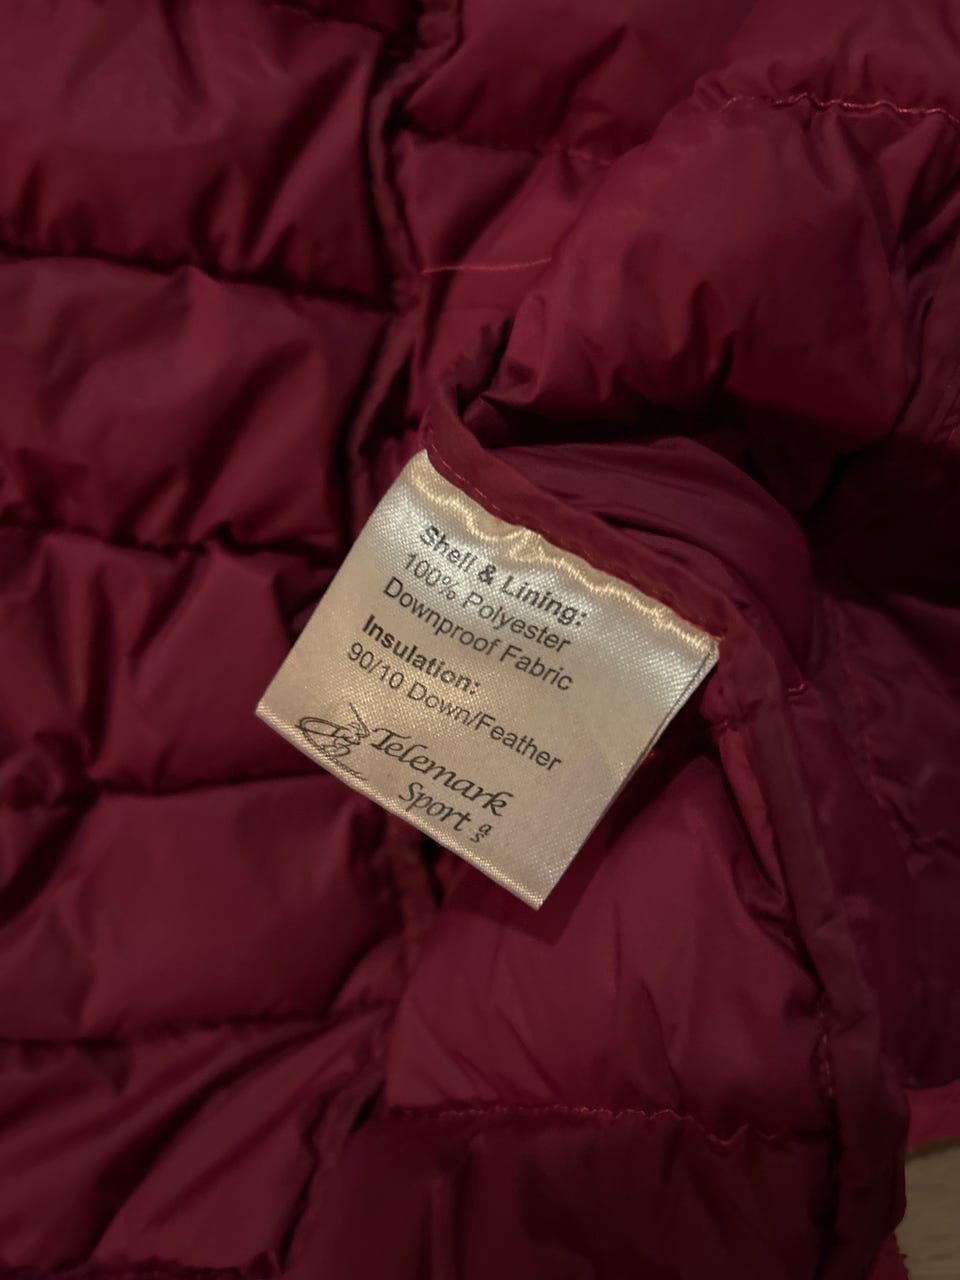 Shell & Lining:
100% Polyester
Downproof Fabric
Insulation:
90/10 Down/Feather
Telemark
Sport as